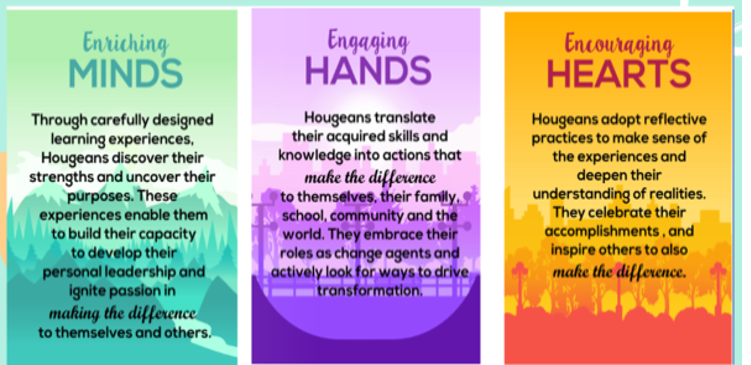 Enriching
MINDS
Through carefully designed
learning experiences,
Hougeans discover their
strengths and uncover their
purposes. These
experiences enable them
to build their capacity
to develop their
personal leadership and
ignite passion in
making the difference
to themselves and others.
Engaging
HANDS
Hougeans translate
their acquired skills and
knowledge into actions that
make the difference
to themselves, their family,
school, community and the
world. They embrace their
roles as change agents and
actively look for ways to drive
transformation.
Encouraging
HEARTS
Hougeans adopt reflective
practices to make sense of
the experiences and
deepen their
understanding of realities.
They celebrate their
accomplishments , and
inspire others to also
make the difference.